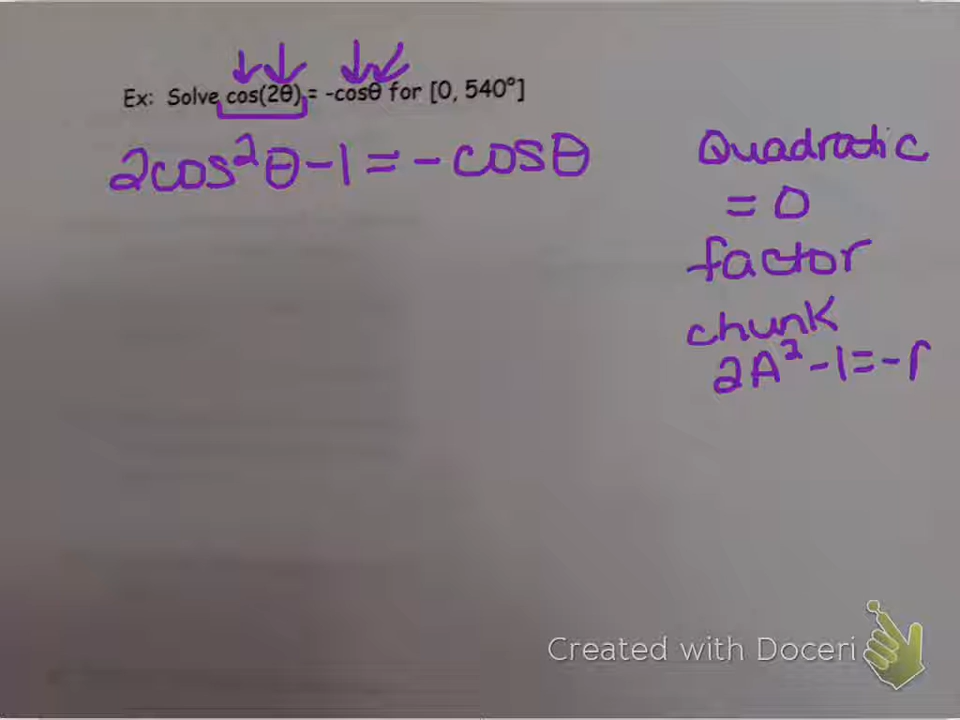 Ex: Solve cos(2θ) = -cosθ for [0, 540°]
2cos²θ-1=-cosθ
Quadratic
= 0
factor
chunk
2A²-1=-
Created with Doceri